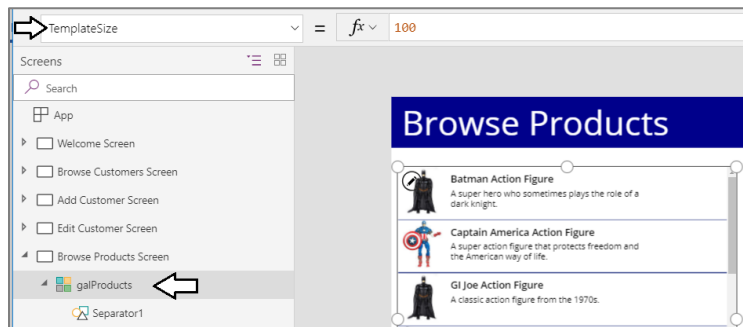 TemplateSize = fx 100
Screens
Search
App
Welcome Screen
Browse Customers Screen
Add Customer Screen
Edit Customer Screen
Browse Products Screen
galProducts
Separator1
Browse Products
Batman Action Figure
A super hero who sometimes plays the role of a
dark knight.
Captain America Action Figure
A super action figure that protects freedom and
the American way of life.
GI Joe Action Figure
A classic action figure from the 1970s.